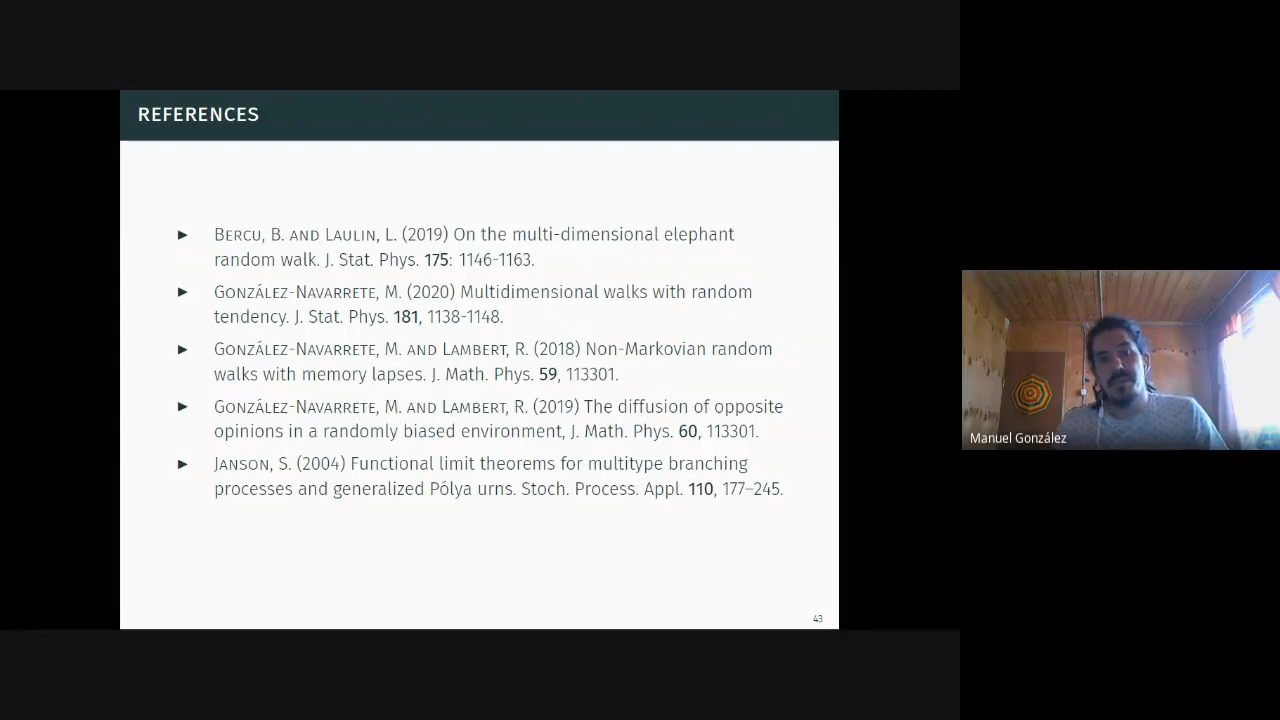 REFERENCES
► BERCU, B. AND LAULIN, L. (2019) On the multi-dimensional elephant
random walk. J. Stat. Phys. 175: 1146-1163.
► GONZÁLEZ-NAVARRETE, M. (2020) Multidimensional walks with random
tendency. J. Stat. Phys. 181, 1138-1148.
► GONZÁLEZ-NAVARRETE, M. AND LAMBERT, R. (2018) Non-Markovian random
walks with memory lapses. J. Math. Phys. 59, 113301.
► GONZÁLEZ-NAVARRETE, M. AND LAMBERT, R. (2019) The diffusion of opposite
opinions in a randomly biased environment, J. Math. Phys. 60, 113301.
► JANSON, S. (2004) Functional limit theorems for multitype branching
processes and generalized Pólya urns. Stoch. Process. Appl. 110, 177–245.
43
Manuel González